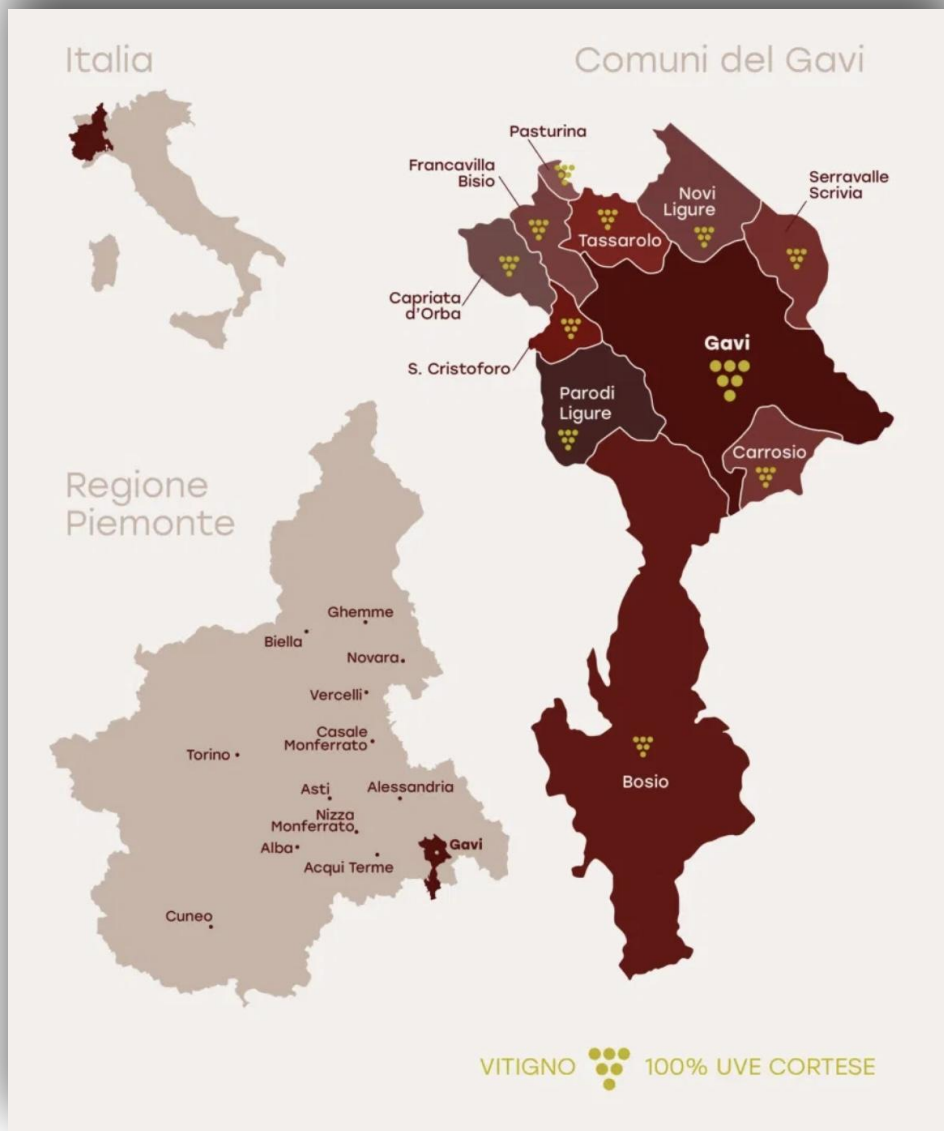 Italia
Comuni del Gavi
Pasturina
Francavilla
Bisio
Serravalle
Scrivia
Novi
Ligure
Tassarolo
Capriata
d'Orba
Gavi
S. Cristoforo
Parodi
Ligure
Carrosio
Regione
Piemonte
Ghemme
Biella
Novara
Vercelli
Casale
Monferrato
Torino
Asti
Alessandria
Nizza
Monferrato
Alba
Gavi
Acqui Terme
Cuneo
Bosio
VITIGNO 100% UVE CORTESE